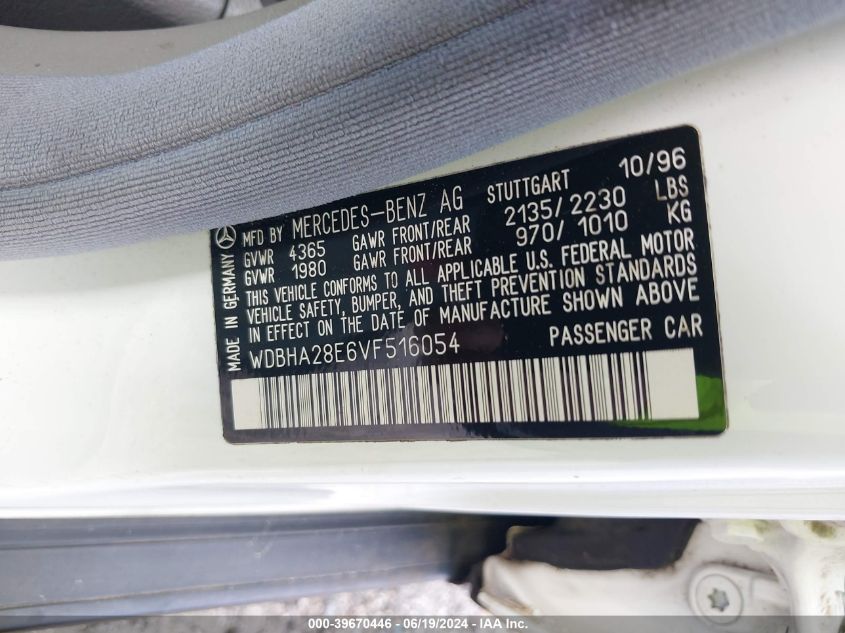 MFD BY MERCEDES-BENZ AG STUTTGART 10/96
GVWR 4365 GAWR FRONT/REAR 2135/2230 LBS
GVWR 1980 GAWR FRONT/REAR 970/1010 KG
THIS VEHICLE CONFORMS TO ALL APPLICABLE U.S. FEDERAL MOTOR
VEHICLE SAFETY, BUMPER, AND THEFT PREVENTION STANDARDS
IN EFFECT ON THE DATE OF MANUFACTURE SHOWN ABOVE
WDBHA28E6VF516054 PASSENGER CAR
MADE IN GERMANY
000-39670446 - 06/19/2024 - IAA Inc.